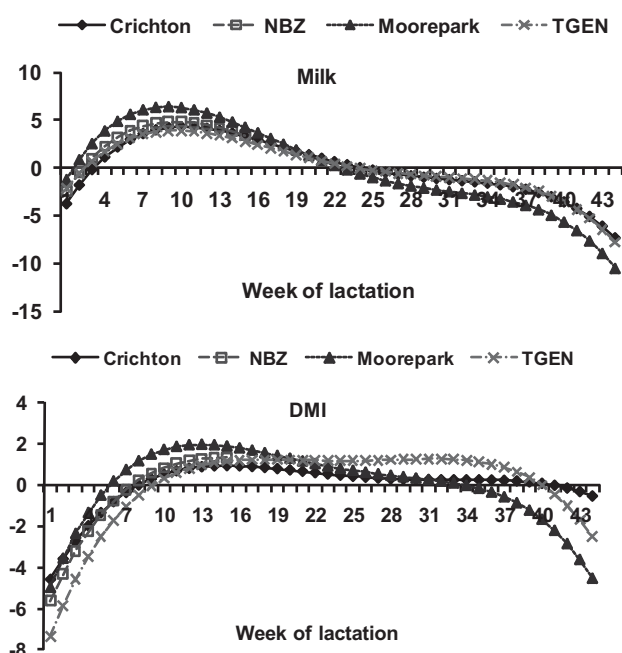 Crichton NBZ Moorepark TGEN
Milk
10
5
0
-5
-10
-15
4 7 10 13 16 19 22 25 28 31 34 37 40 43
Week of lactation
Crichton NBZ Moorepark TGEN
DMI
4
2
0
-2
-4
-6
-8
1 4 7 10 13 16 19 22 25 28 31 34 37 40 43
Week of lactation